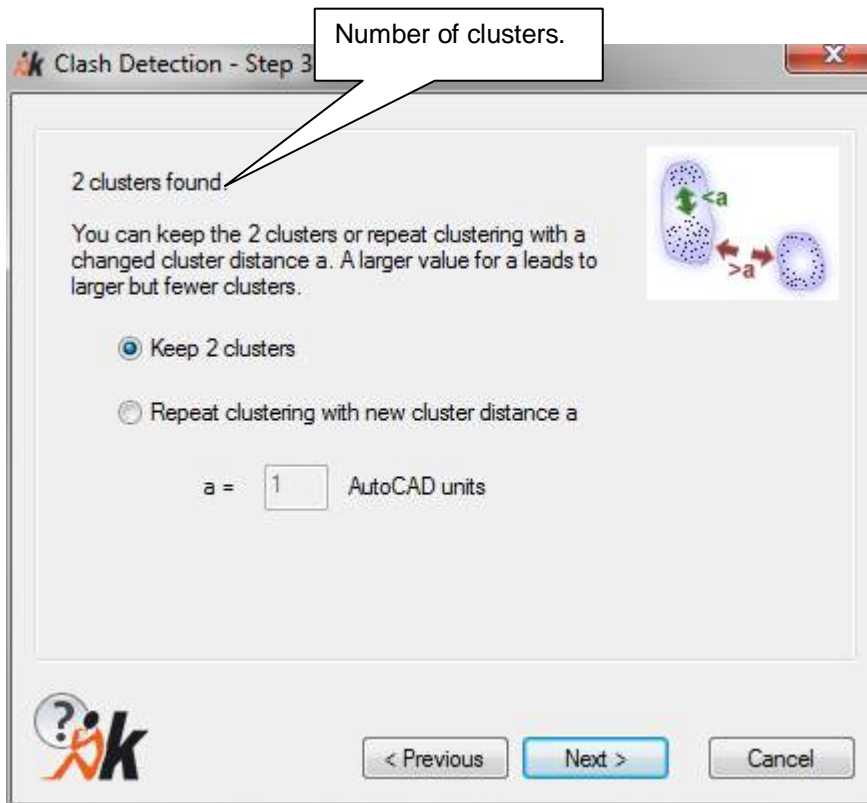 Number of clusters.
k Clash Detection - Step 3
x
2 clusters found.
You can keep the 2 clusters or repeat clustering with a
changed cluster distance a. A larger value for a leads to
larger but fewer clusters.
<a
>a
Keep 2 clusters
Repeat clustering with new cluster distance a
a = 1 AutoCAD units
? k
< Previous Next > Cancel